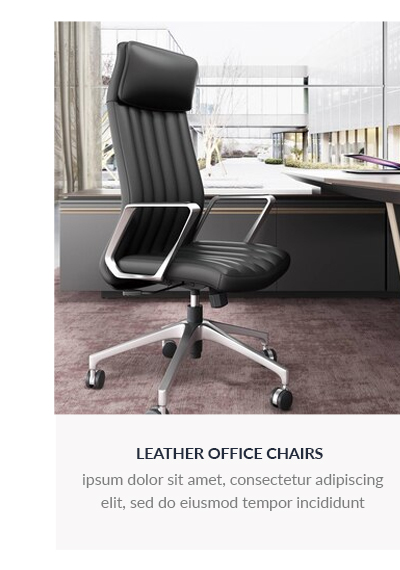 LEATHER OFFICE CHAIRS
ipsum dolor sit amet, consectetur adipiscing
elit, sed do eiusmod tempor incididunt